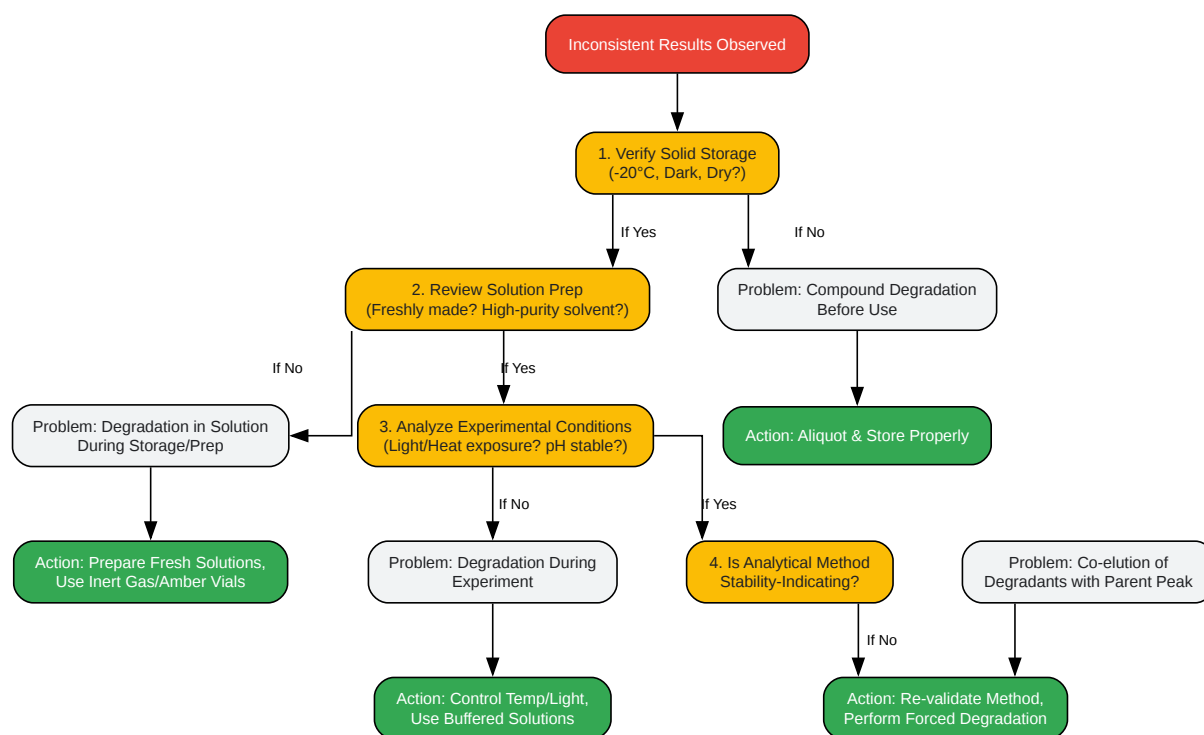 Inconsistent Results Observed
1. Verify Solid Storage
(-20°C, Dark, Dry?)
If Yes
If No
2. Review Solution Prep
(Freshly made? High-purity solvent?)
Problem: Compound Degradation
Before Use
If No
If Yes
Problem: Degradation in Solution
During Storage/Prep
3. Analyze Experimental Conditions
(Light/Heat exposure? pH stable?)
Action: Aliquot & Store Properly
If No
If Yes
Action: Prepare Fresh Solutions,
Use Inert Gas/Amber Vials
Problem: Degradation During
Experiment
4. Is Analytical Method
Stability-Indicating?
Problem: Co-elution of
Degradants with Parent Peak
If No
Action: Control Temp/Light,
Use Buffered Solutions
Action: Re-validate Method,
Perform Forced Degradation